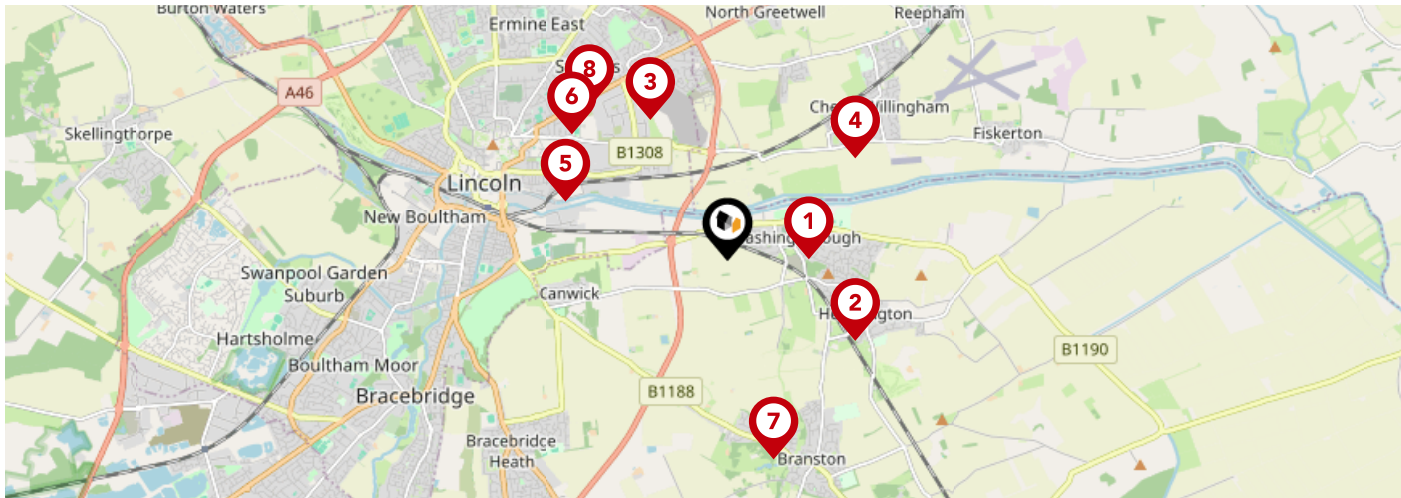 Burton Waters
North Greetwell
Reepham
Ermine East
8
3
A46
6
Willingham
4
Skellingthorpe
Fiskerton
B1308
5
Lincoln
New Boultham
1
Swanpool Garden
Suburb
Canwick
2
Hartsholme
B1190
Boultham Moor
B1188
Bracebridge
7
Bracebridge
Heath
Branston